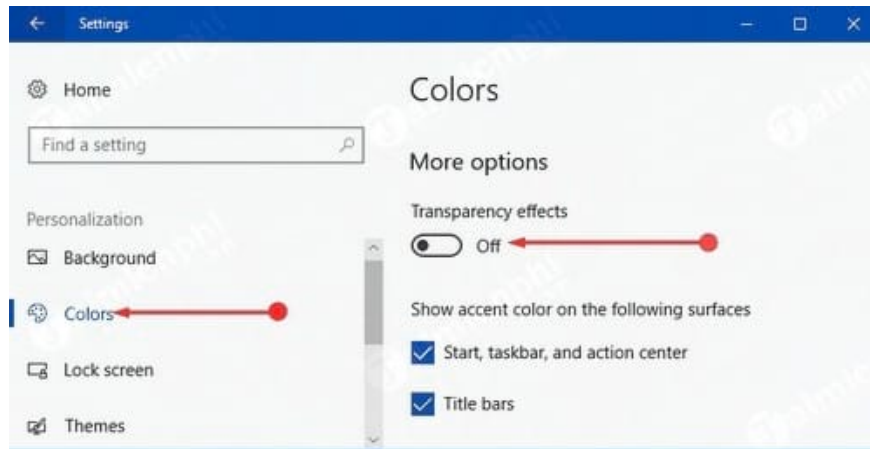 Settings
Home
Find a setting
Personalization
Background
Colors
Lock screen
Themes
Colors
More options
Transparency effects
Off
Show accent color on the following surfaces
Start, taskbar, and action center
Title bars